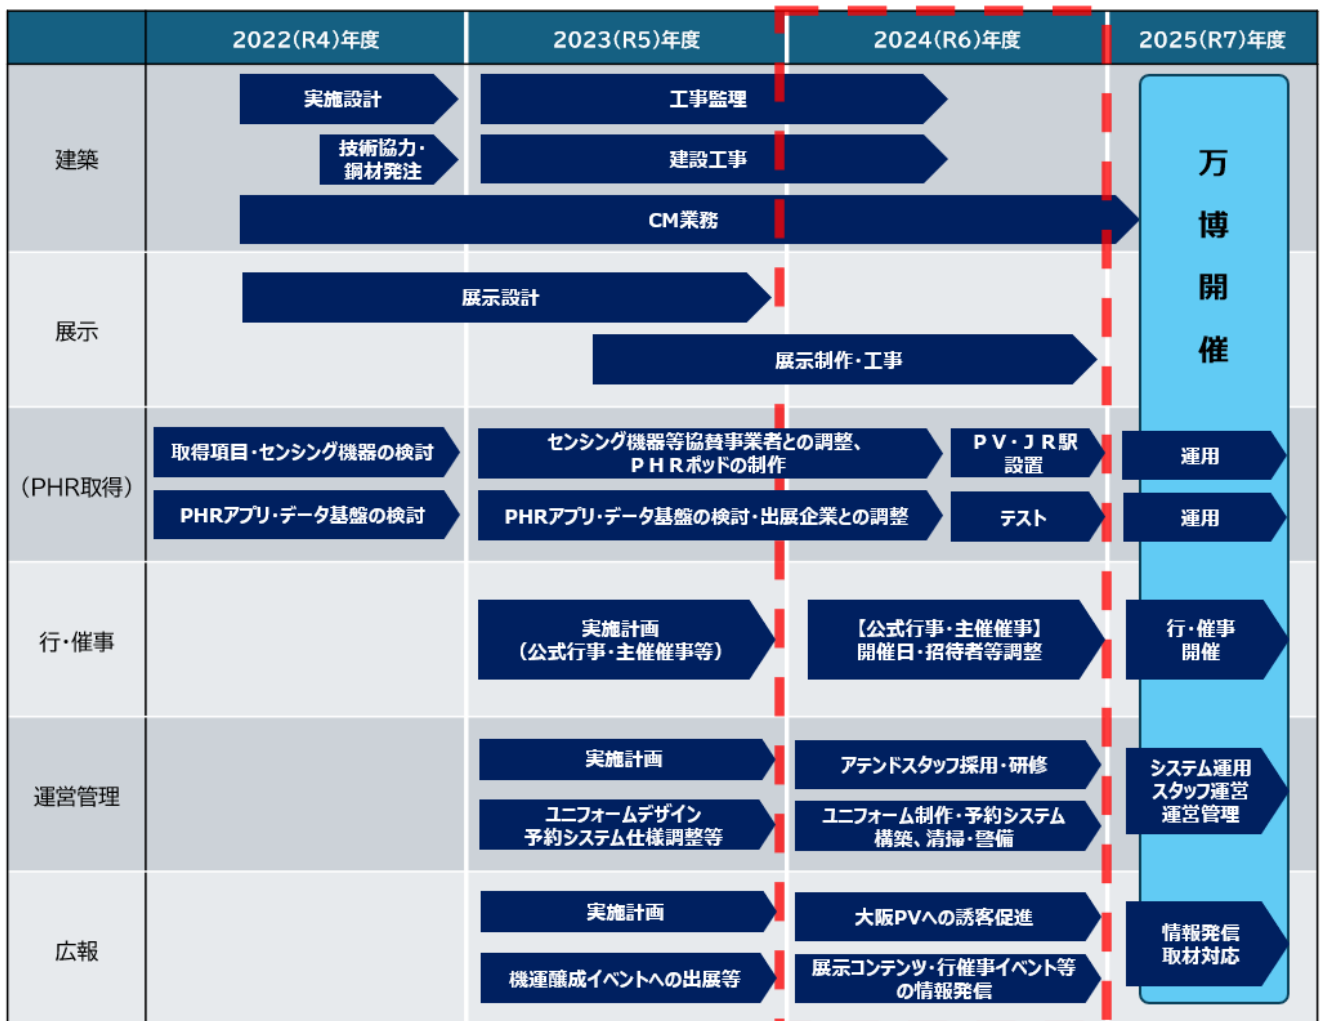 2022(R4)年度
2023(R5)年度
2024(R6)年度
2025(R7)年度
建築
実施設計
工事監理
技術協力・
鋼材発注
建設工事
CM業務
展示
展示設計
展示制作・工事
(PHR取得)
取得項目・センシング機器の検討
センシング機器等協賛事業者との調整、
ＰＨＲポッドの制作
ＰＶ・ＪＲ駅
設置
運用
PHRアプリ・データ基盤の検討
PHRアプリ・データ基盤の検討・出展企業との調整
テスト
運用
行・催事
実施計画
(公式行事・主催催事等)
【公式行事・主催催事】
開催日・招待者等調整
行・催事
開催
運営管理
実施計画
アテンドスタッフ採用・研修
ユニフォームデザイン
予約システム仕様調整等
ユニフォーム制作・予約システム
構築、清掃・警備
システム運用
スタッフ運営
運営管理
広報
実施計画
大阪PVへの誘客促進
機運醸成イベントへの出展等
展示コンテンツ・行催事イベント等
の情報発信
情報発信
取材対応
万
博
開
催